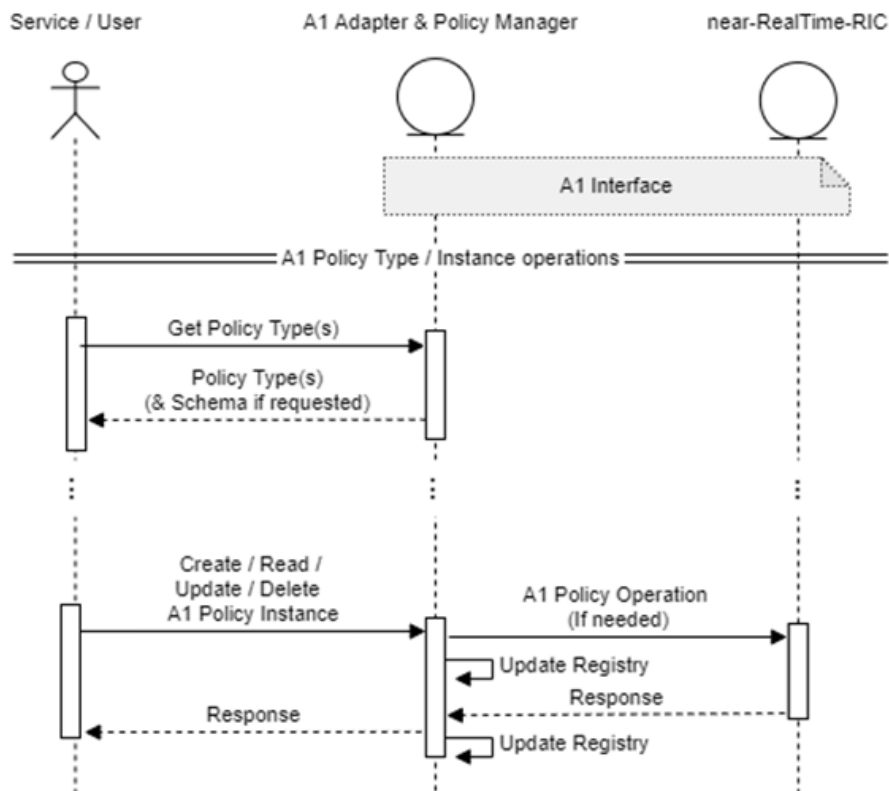 Service / User
A1 Adapter & Policy Manager
near-RealTime-RIC
A1 Interface
A1 Policy Type / Instance operations
Get Policy Type(s)
Policy Type(s)
(& Schema if requested)
Create / Read /
Update / Delete
A1 Policy Instance
A1 Policy Operation
(If needed)
Update Registry
Response
Response
Update Registry